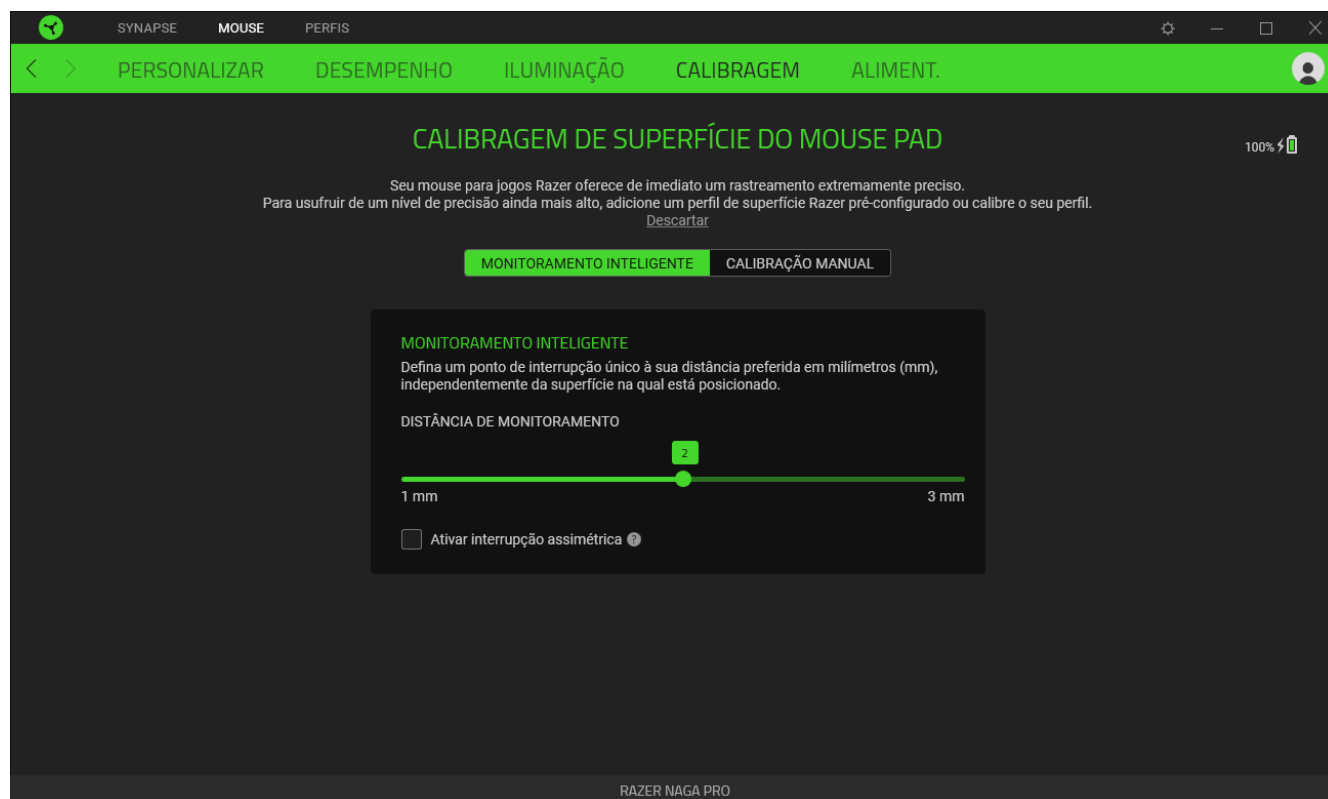 SYNAPSE MOUSE PERFIS
PERSONALIZAR DESEMPENHO ILUMINAÇÃO CALIBRAGEM ALIMENT.
CALIBRAGEM DE SUPERFÍCIE DO MOUSE PAD
100%
Seu mouse para jogos Razer oferece de imediato um rastreamento extremamente preciso.
Para usufruir de um nível de precisão ainda mais alto, adicione um perfil de superfície Razer pré-configurado ou calibre o seu perfil.
Descartar
MONITORAMENTO INTELIGENTE CALIBRAÇÃO MANUAL
MONITORAMENTO INTELIGENTE
Defina um ponto de interrupção único à sua distância preferida em milímetros (mm),
independentemente da superfície na qual está posicionado.
DISTÂNCIA DE MONITORAMENTO
2
1 mm 3 mm
Ativar interrupção assimétrica ?
RAZER NAGA PRO